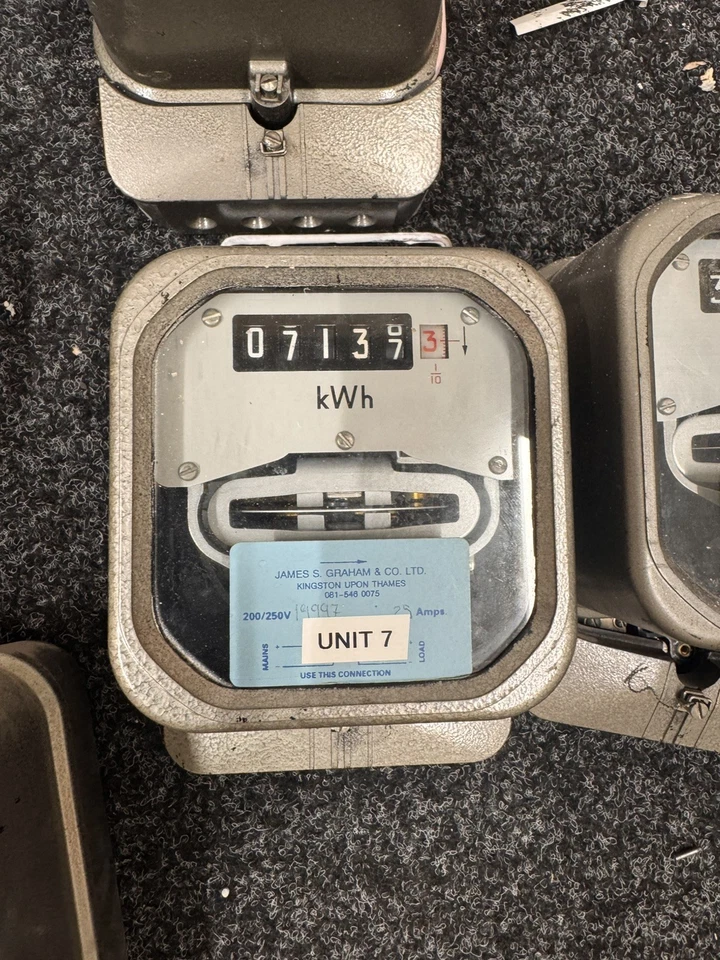 07137 3
1/10
kWh
JAMES S. GRAHAM & CO. LTD.
KINGSTON UPON THAMES
081-546 0075
200/250V 19997 Amps.
UNIT 7
MAINS LOAD
USE THIS CONNECTION